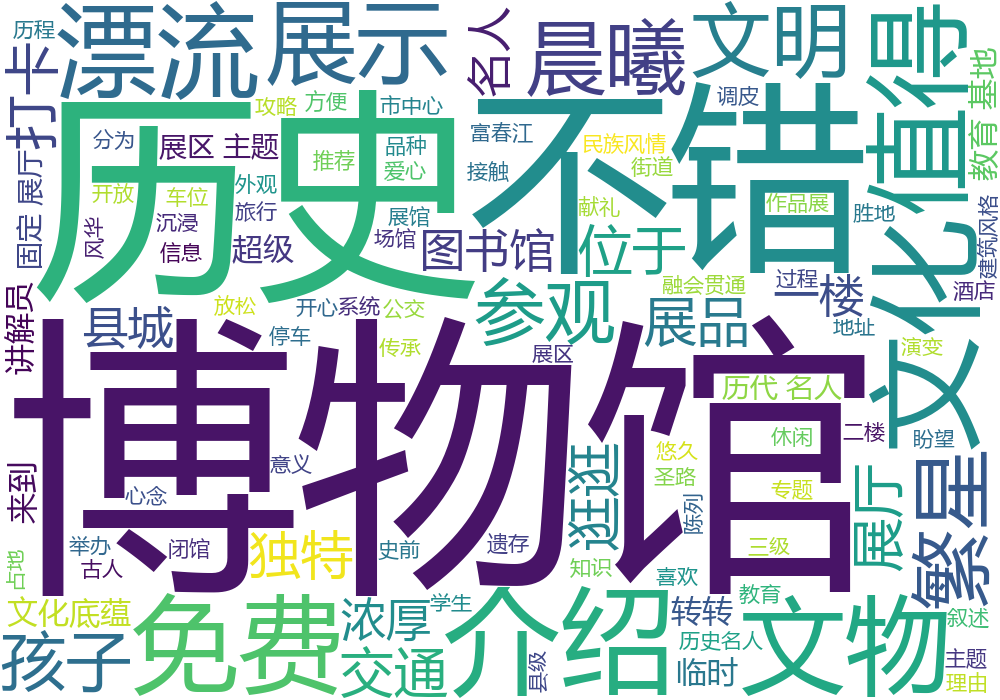 历程
漂流
展示
名人
晨曦
文明
文化
值得
基地
打卡
历史
不错
攻略
方便
市中心
调皮
分为
展区 主题
推荐
品种
爱心
富春江
接触
民族风情
街道
教育
固定 展厅
开放
车位
外观
旅行
展馆
献礼
作品展
胜地
建筑风格
风华
沉浸
信息
超级
场馆
图书馆
位于
融会贯通
过程
一楼
酒店
讲解员
县城
放松
开心
系统
公交
参观
展品
地址
停车
传承
展区
演变
博物馆
历代 名人
文化
休闲
二楼
盼望
来到
意义
心念
逛逛
悠久
圣路
专题
陈列
展厅
繁星
举办
闭馆
古人
独特
史前
遗存
知识
三级
占地
文化底蕴
免费
浓厚
学生
介绍
喜欢
转转
教育
文物
叙述
孩子
交通
县级
历史名人
临时
主题
理由